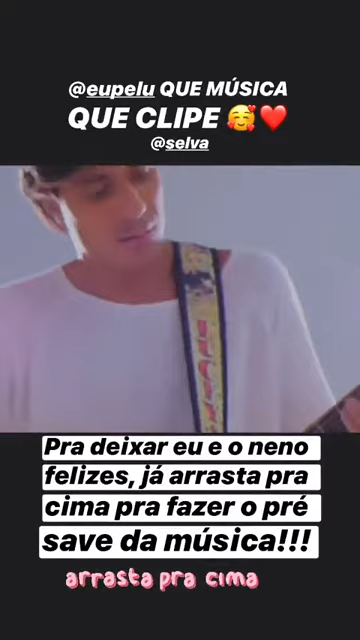 @eupelu QUE MÚSICA
QUE CLIPE 🥰❤️
@selva
Pra deixar eu e o neno
felizes, já arrasta pra
cima pra fazer o pré
save da música!!!
arrasta pra cima